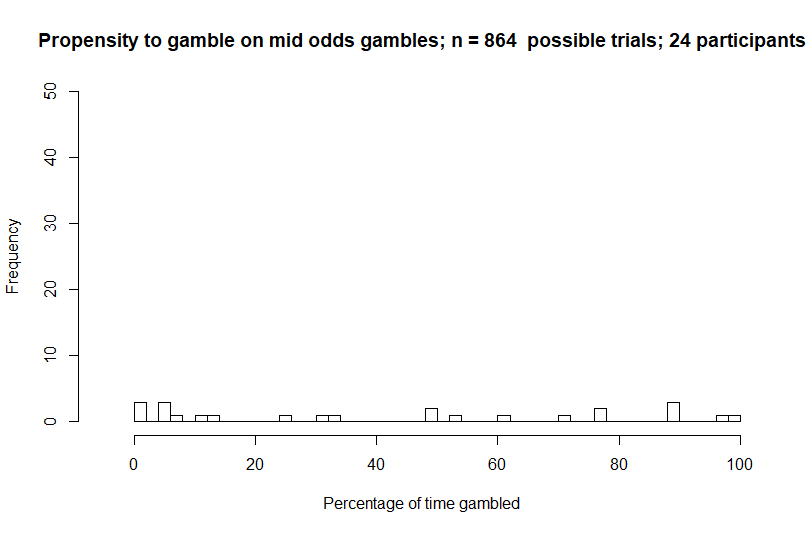 Propensity to gamble on mid odds gambles; n = 864  possible trials; 24 participants
50
40
30
20
10
0
Frequency
0 20 40 60 80 100
Percentage of time gambled